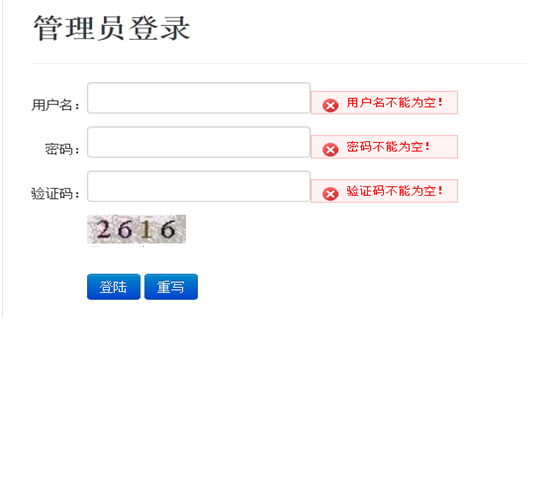 管理员登录
用户名： 用户名不能为空！
密码： 密码不能为空！
验证码： 验证码不能为空！
2616
登陆 重写